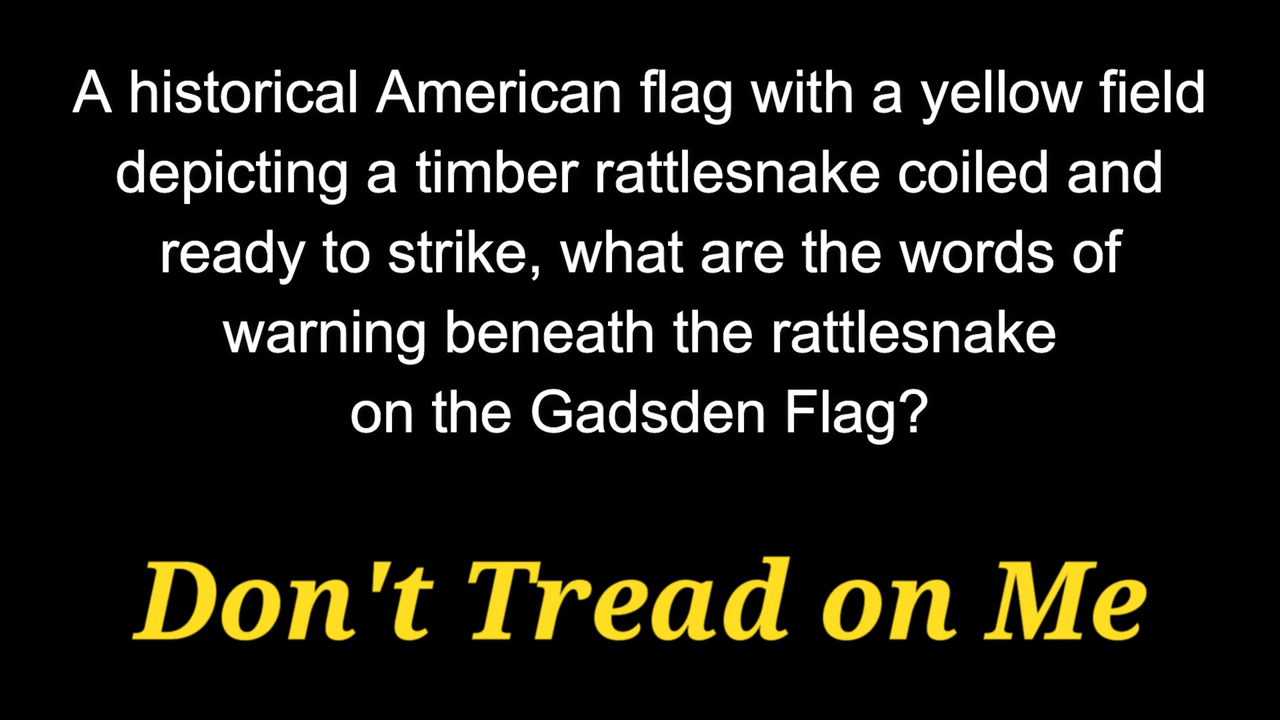 A historical American flag with a yellow field
depicting a timber rattlesnake coiled and
ready to strike, what are the words of
warning beneath the rattlesnake
on the Gadsden Flag?
Don't Tread on Me